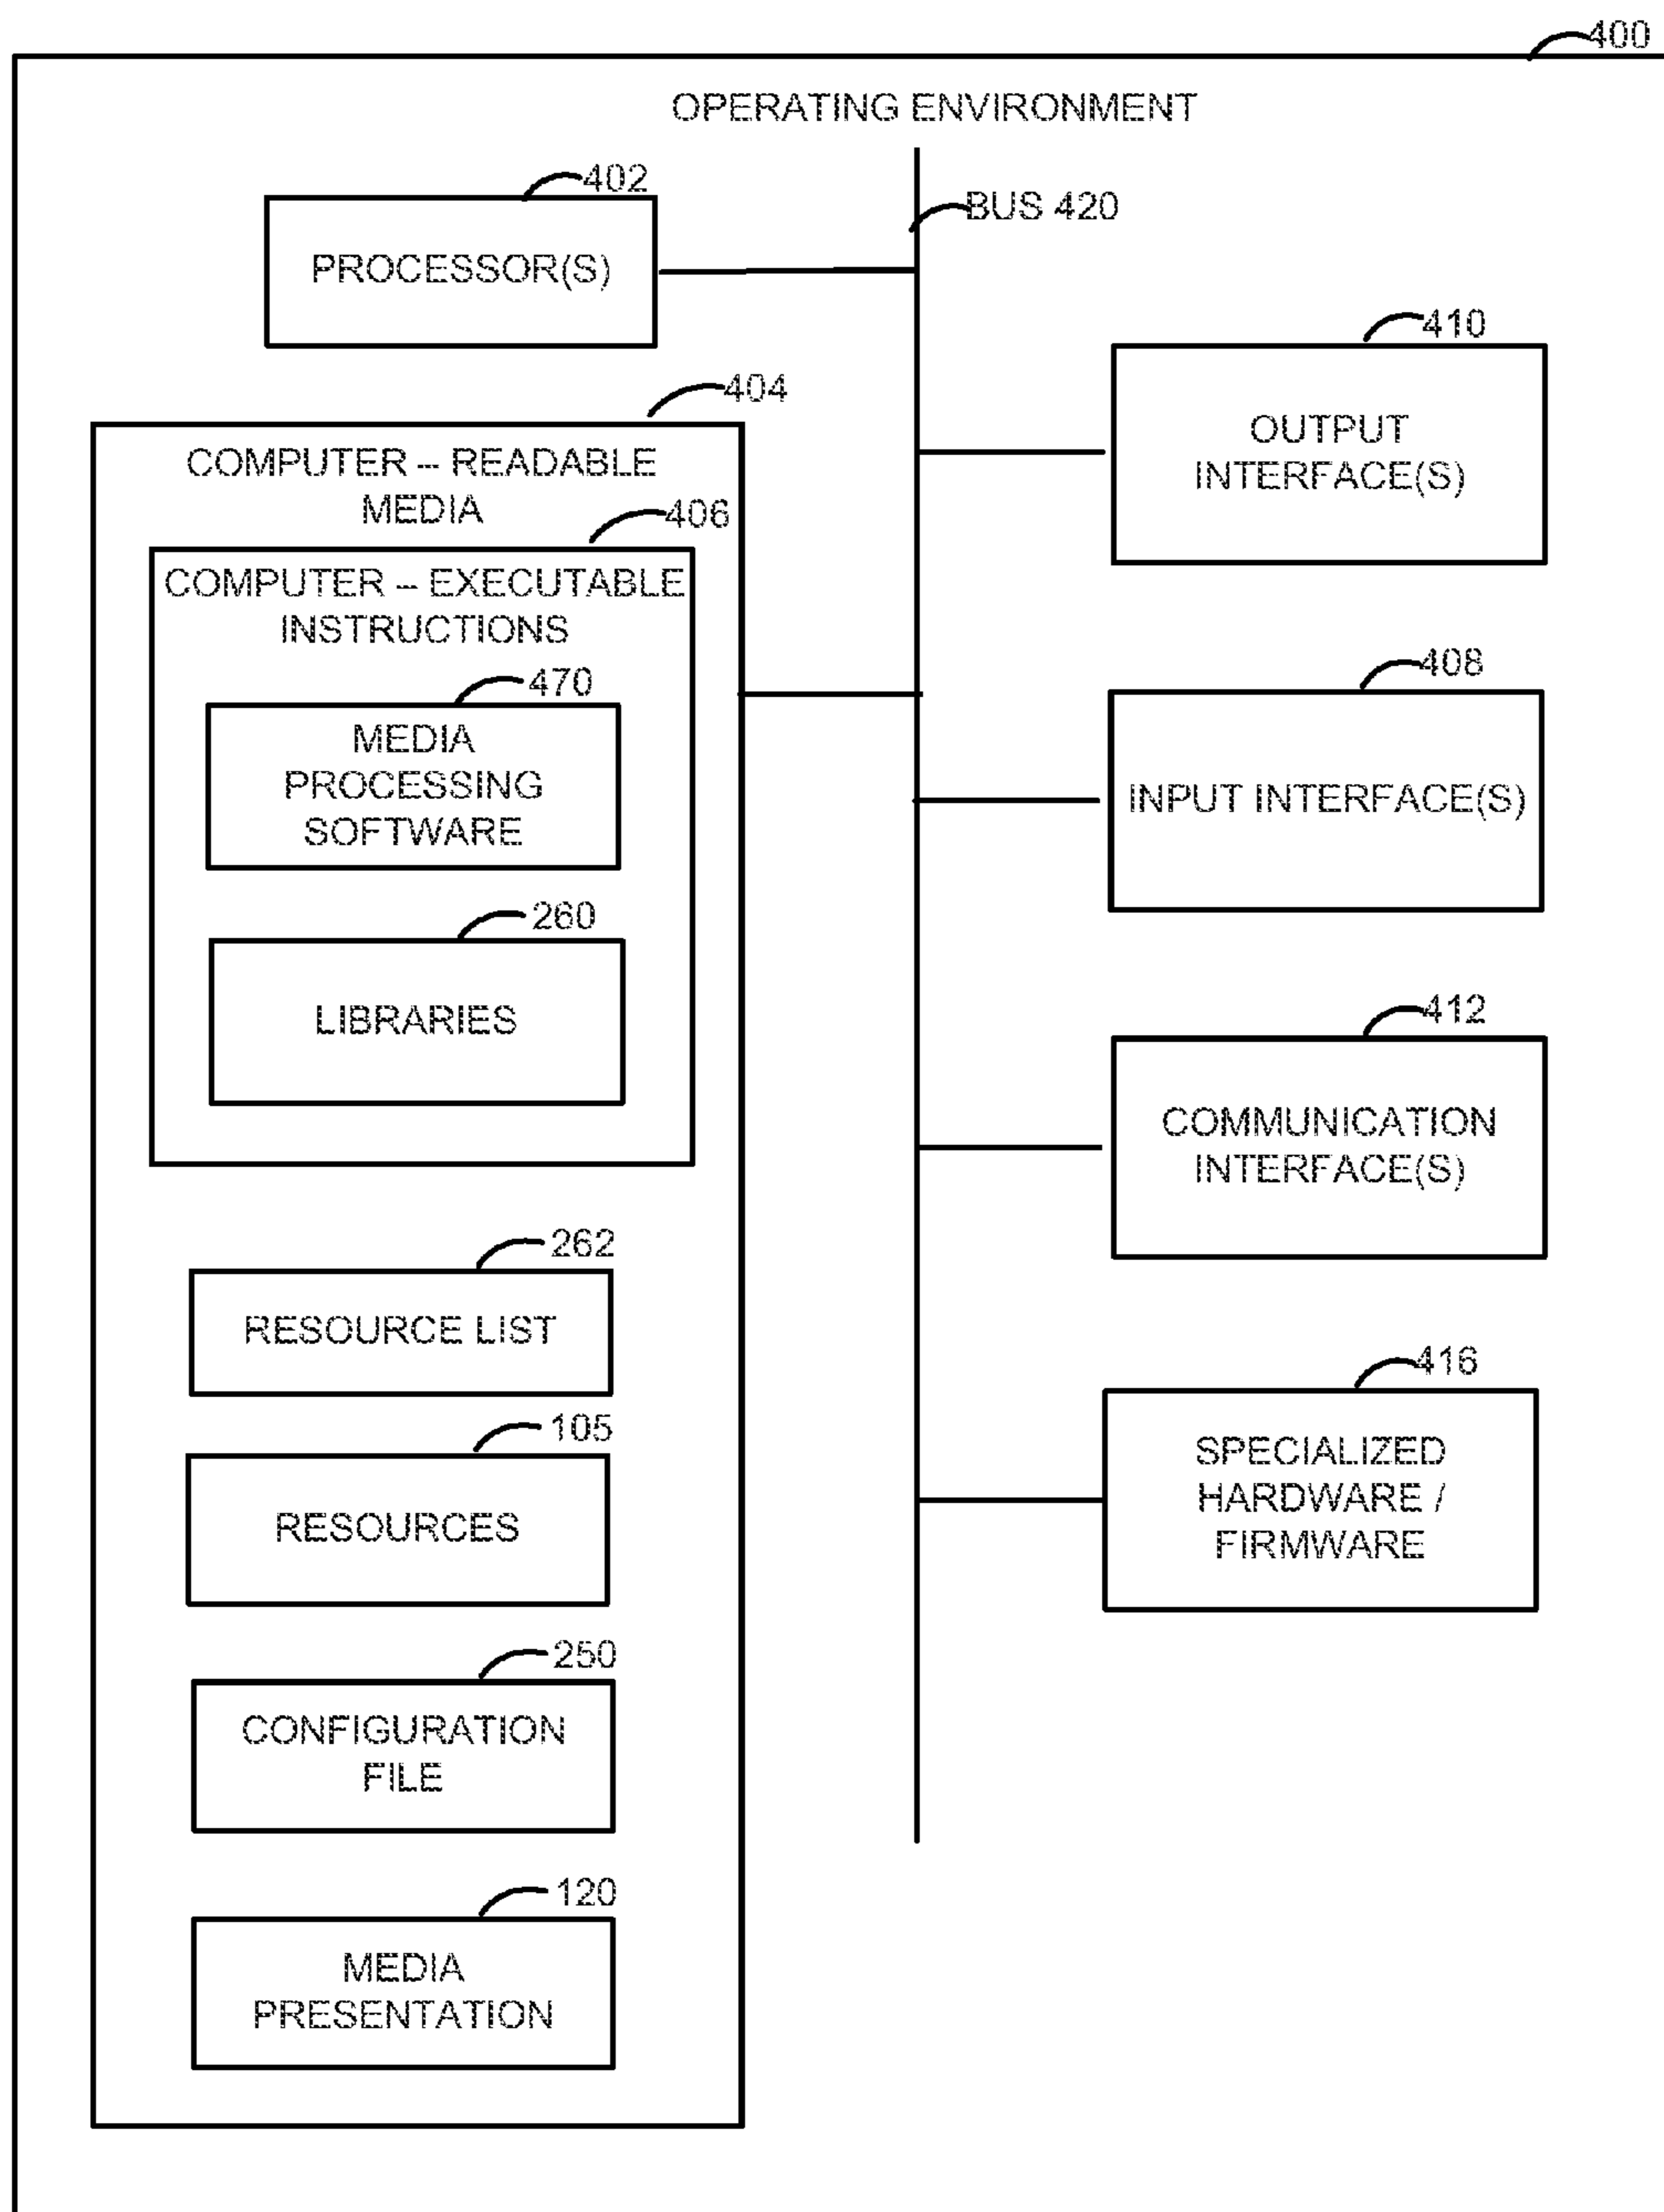 400
OPERATING ENVIRONMENT
402
PROCESSOR(S)
BUS 420
404
COMPUTER -- READABLE
MEDIA
406
COMPUTER -- EXECUTABLE
INSTRUCTIONS
470
MEDIA
PROCESSING
SOFTWARE
260
LIBRARIES
262
RESOURCE LIST
105
RESOURCES
250
CONFIGURATION
FILE
120
MEDIA
PRESENTATION
410
OUTPUT
INTERFACE(S)
408
INPUT INTERFACE(S)
412
COMMUNICATION
INTERFACE(S)
416
SPECIALIZED
HARDWARE /
FIRMWARE